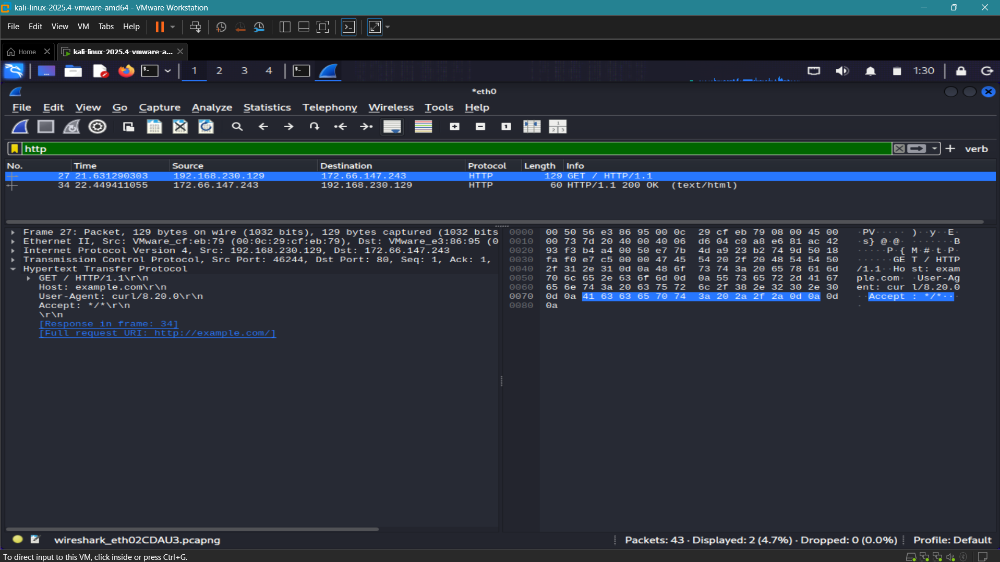 kali-linux-2025.4-vmware-amd64 - VMware Workstation
File Edit View VM Tabs Help
Home kali-linux-2025.4-vmware-a...
1 2 3 4 1:30
*eth0
File Edit View Go Capture Analyze Statistics Telephony Wireless Tools Help
http verb
No. Time Source Destination Protocol Length Info
27 21.631290303 192.168.230.129 172.66.147.243 HTTP 129 GET / HTTP/1.1
34 22.449411055 172.66.147.243 192.168.230.129 HTTP 60 HTTP/1.1 200 OK (text/html)
Frame 27: Packet, 129 bytes on wire (1032 bits), 129 bytes captured (1032 bits
Ethernet II, Src: VMware_cf:eb:79 (00:0c:29:cf:eb:79), Dst: VMware_e3:86:95 (0
Internet Protocol Version 4, Src: 192.168.230.129, Dst: 172.66.147.243
Transmission Control Protocol, Src Port: 46244, Dst Port: 80, Seq: 1, Ack: 1,
Hypertext Transfer Protocol
GET / HTTP/1.1\r\n
Host: example.com\r\n
User-Agent: curl/8.20.0\r\n
Accept: */*\r\n
\r\n
[Response in frame: 34]
[Full request URI: http://example.com/]
0000 00 50 56 e3 86 95 00 0c 29 cf eb 79 08 00 45 00 ·PV····· )··y··E·
0010 00 73 7d 20 40 00 40 06 d6 04 c0 a8 e6 81 ac 42 ·s} @·@· ·······B
0020 93 f3 b4 a4 00 50 e7 7b 4d a9 23 b2 74 9d 50 18 ·····P·{ M·#·t·P·
0030 fa f0 e7 c5 00 00 47 45 54 20 2f 20 48 54 54 50 ······GE T / HTTP
0040 2f 31 2e 31 0d 0a 48 6f 73 74 3a 20 65 78 61 6d /1.1··Ho st: exam
0050 70 6c 65 2e 63 6f 6d 0d 0a 55 73 65 72 2d 41 67 ple.com· ·User-Ag
0060 65 6e 74 3a 20 63 75 72 6c 2f 38 2e 32 30 2e 30 ent: cur l/8.20.0
0070 0d 0a 41 63 63 65 70 74 3a 20 2a 2f 2a 0d 0a 0d ··Accept : */*···
0080 0a ·
wireshark_eth02CDAU3.pcapng Packets: 43 · Displayed: 2 (4.7%) · Dropped: 0 (0.0%) Profile: Default
To direct input to this VM, click inside or press Ctrl+G.